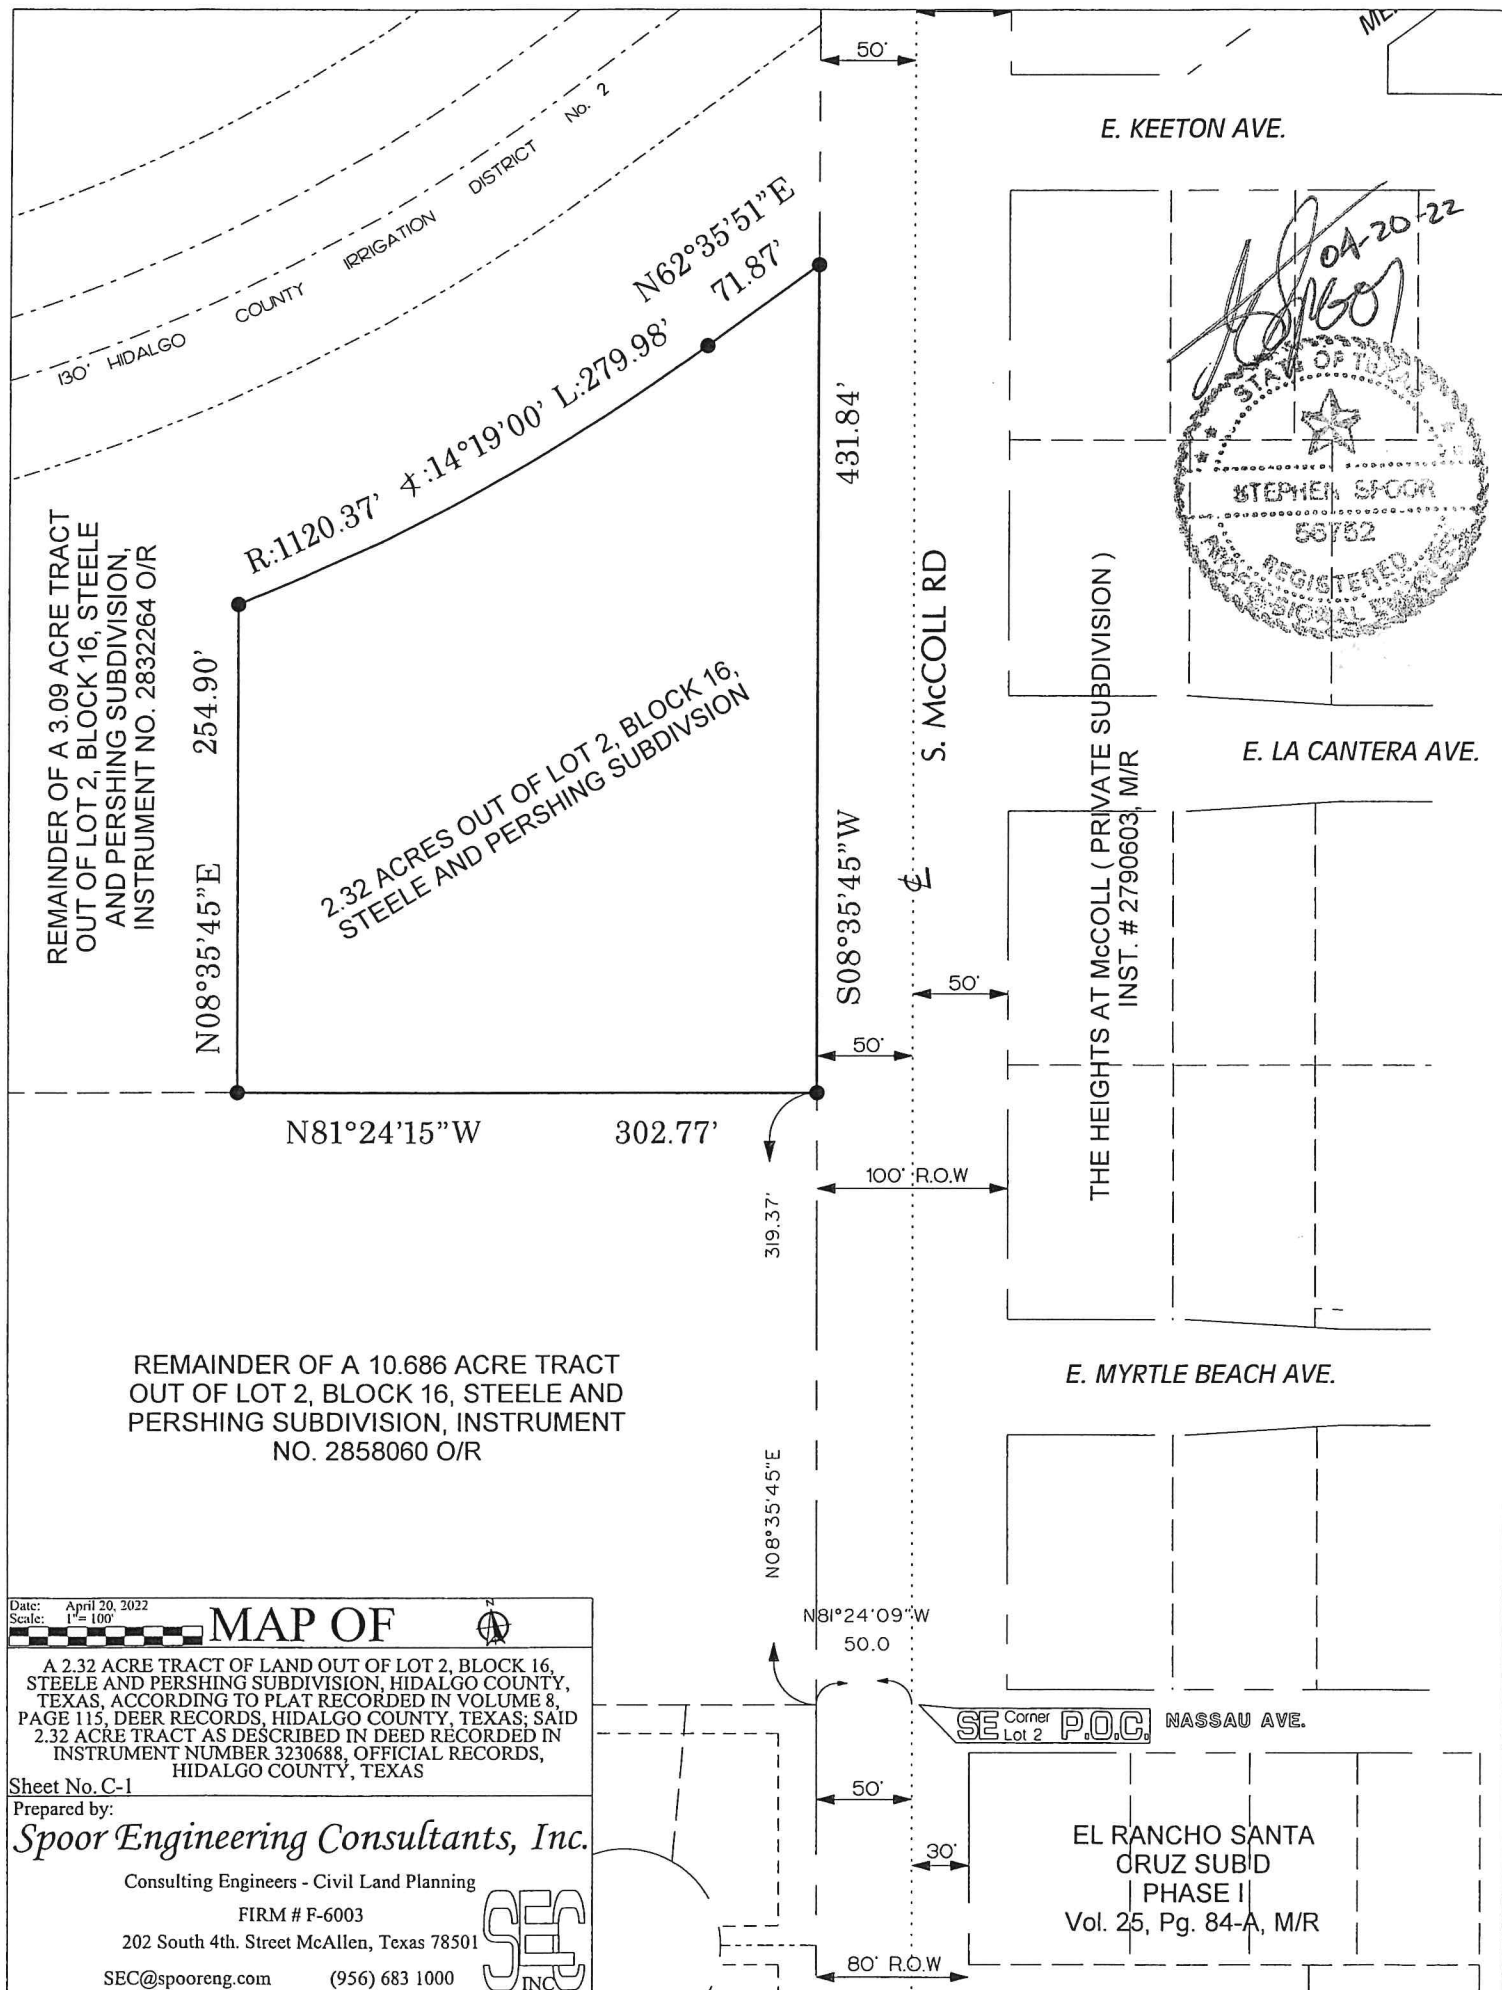 50'
ME
E. KEETON AVE.
130' HIDALGO COUNTY IRRIGATION DISTRICT No. 2
N62°35'51"E
71.87'
04-20-22
R:1120.37' ∡:14°19'00' L:279.98'
431.84'
STATE OF TEXAS
STEPHEN SPOOR
56752
REGISTERED
PROFESSIONAL ENGINEER
REMAINDER OF A 3.09 ACRE TRACT
OUT OF LOT 2, BLOCK 16, STEELE
AND PERSHING SUBDIVISION,
INSTRUMENT NO. 2832264 O/R
N08°35'45"E 254.90'
2.32 ACRES OUT OF LOT 2, BLOCK 16,
STEELE AND PERSHING SUBDIVSION
S08°35'45"W
S. McCOLL RD
℄
THE HEIGHTS AT McCOLL ( PRIVATE SUBDIVISION )
INST. # 2790603, M/R
E. LA CANTERA AVE.
50'
50'
N81°24'15"W 302.77'
100' R.O.W
319.37'
REMAINDER OF A 10.686 ACRE TRACT
OUT OF LOT 2, BLOCK 16, STEELE AND
PERSHING SUBDIVISION, INSTRUMENT
NO. 2858060 O/R
E. MYRTLE BEACH AVE.
N08°35'45"E
N81°24'09"W
50.0
SE Corner Lot 2 P.O.C.
NASSAU AVE.
50'
30'
80' R.O.W
EL RANCHO SANTA
CRUZ SUBD
PHASE I
Vol. 25, Pg. 84-A, M/R
Date: April 20, 2022
Scale: 1"= 100'
MAP OF
N
A 2.32 ACRE TRACT OF LAND OUT OF LOT 2, BLOCK 16,
STEELE AND PERSHING SUBDIVISION, HIDALGO COUNTY,
TEXAS, ACCORDING TO PLAT RECORDED IN VOLUME 8,
PAGE 115, DEER RECORDS, HIDALGO COUNTY, TEXAS; SAID
2.32 ACRE TRACT AS DESCRIBED IN DEED RECORDED IN
INSTRUMENT NUMBER 3230688, OFFICIAL RECORDS,
HIDALGO COUNTY, TEXAS
Sheet No. C-1
Prepared by:
Spoor Engineering Consultants, Inc.
Consulting Engineers - Civil Land Planning
FIRM # F-6003
202 South 4th. Street McAllen, Texas 78501
SEC@spooreng.com (956) 683 1000
SEC
INC